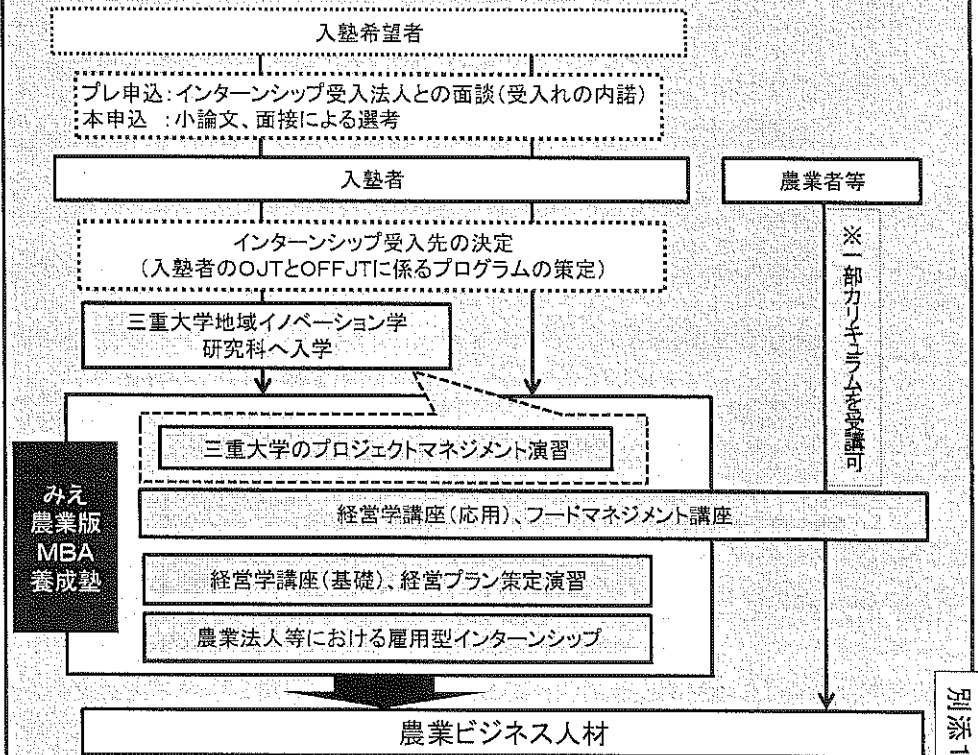 入塾希望者
プレ申込:インターンシップ受入法人との面談(受入れの内諾)
本申込 :小論文、面接による選考
入塾者
農業者等
インターンシップ受入先の決定
(入塾者のOJTとOFFJTに係るプログラムの策定)
※一部カリキュラムを受講可
三重大学地域イノベーション学
研究科へ入学
三重大学のプロジェクトマネジメント演習
みえ
農業版
MBA
養成塾
経営学講座(応用)、フードマネジメント講座
経営学講座(基礎)、経営プラン策定演習
農業法人等における雇用型インターンシップ
農業ビジネス人材
別添